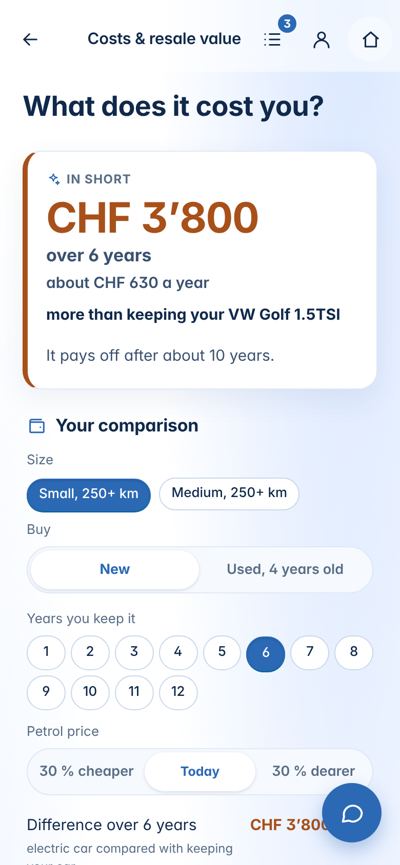 3
Costs & resale value
What does it cost you?
IN SHORT
CHF 3’800
over 6 years
about CHF 630 a year
more than keeping your VW Golf 1.5TSI
It pays off after about 10 years.
Your comparison
Size
Small, 250+ km Medium, 250+ km
Buy
New Used, 4 years old
Years you keep it
1 2 3 4 5 6 7 8
9 10 11 12
Petrol price
30 % cheaper Today 30 % dearer
Difference over 6 years CHF 3’800
electric car compared with keeping